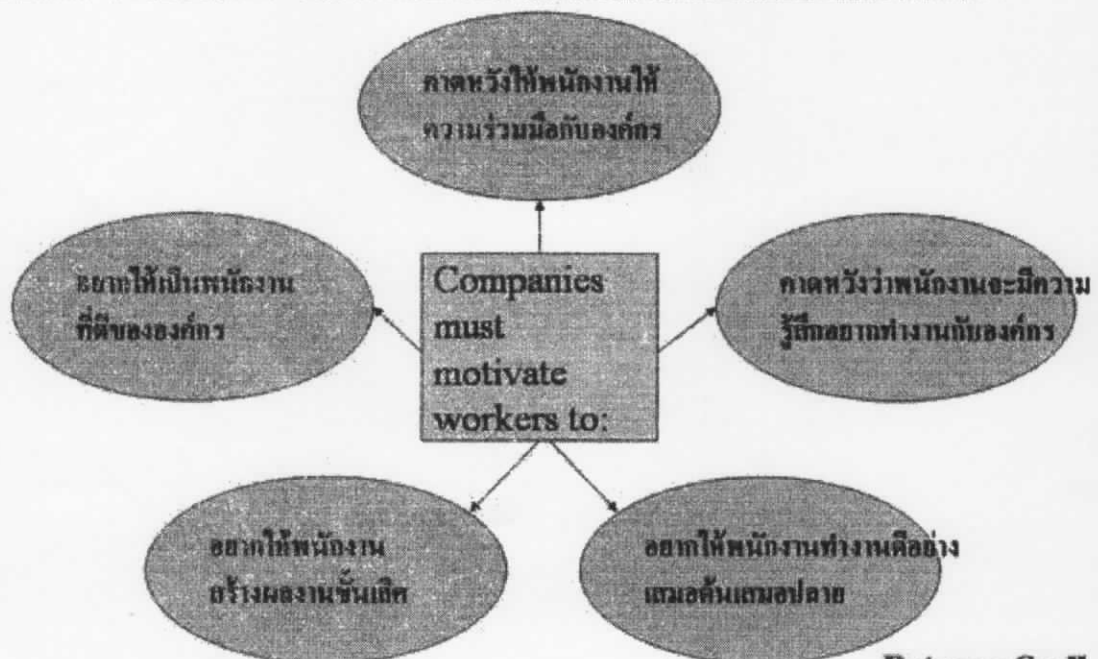 คาดหวังให้พนักงานให้
ความร่วมมือกับองค์กร
อยากให้เป็นพนักงาน
ที่ดีขององค์กร
Companies
must
motivate
workers to:
คาดหวังว่าพนักงานจะมีความ
รู้สึกอยากทำงานกับองค์กร
อยากให้พนักงาน
สร้างผลงานชั้นเลิศ
อยากให้พนักงานทำงานดีอย่าง
เสมอต้นเสมอปลาย